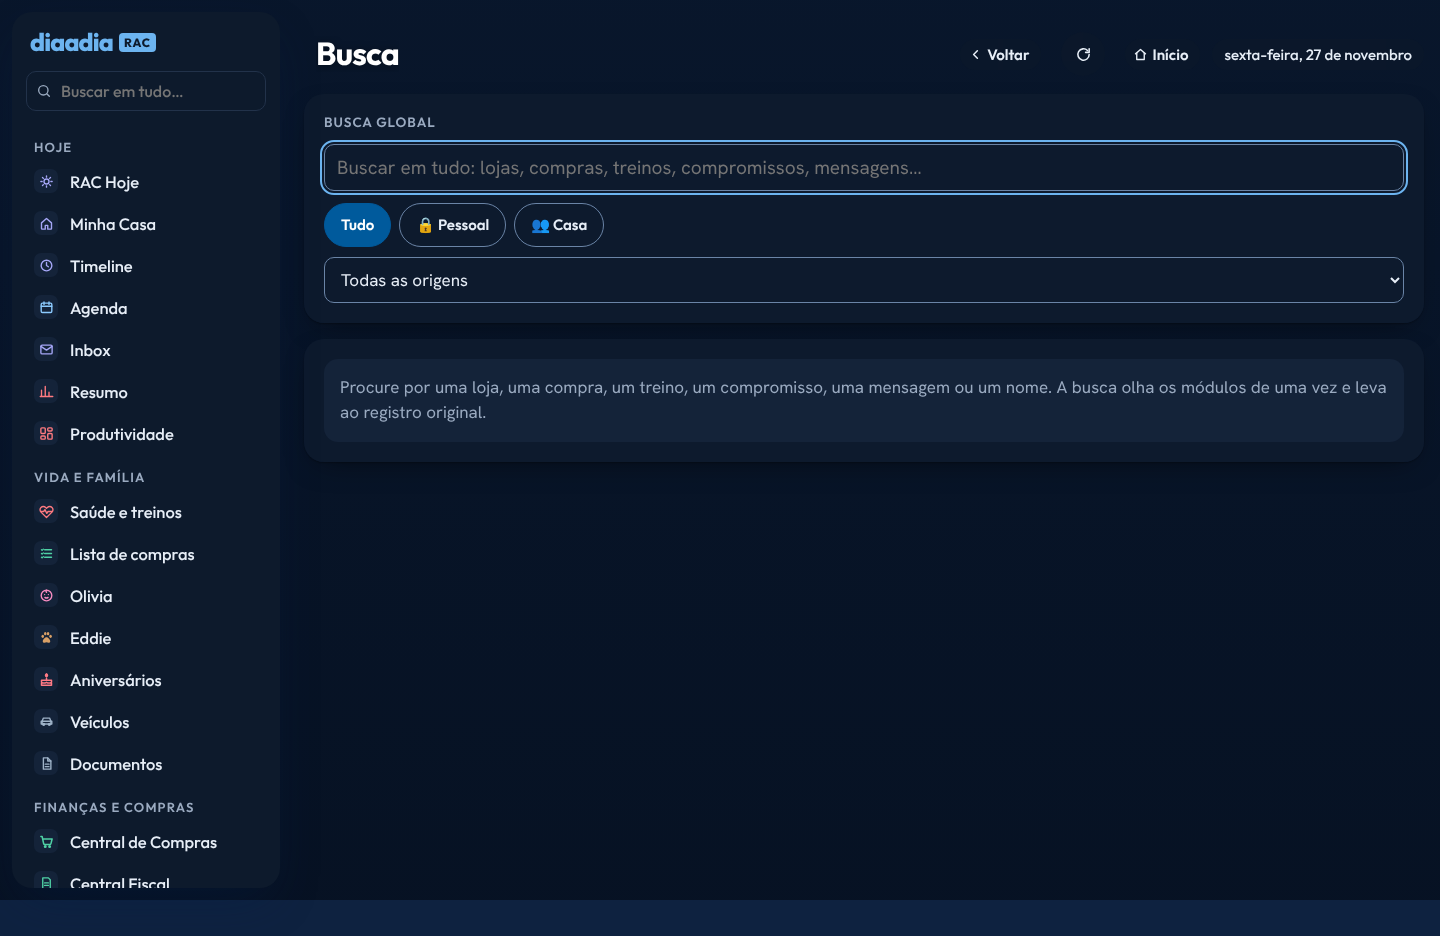 diaadia RAC
Buscar em tudo...
HOJE
RAC Hoje
Minha Casa
Timeline
Agenda
Inbox
Resumo
Produtividade
VIDA E FAMÍLIA
Saúde e treinos
Lista de compras
Olivia
Eddie
Aniversários
Veículos
Documentos
FINANÇAS E COMPRAS
Central de Compras
Central Fiscal
Busca
Voltar
Início
sexta-feira, 27 de novembro
BUSCA GLOBAL
Buscar em tudo: lojas, compras, treinos, compromissos, mensagens...
Tudo
Pessoal
Casa
Todas as origens
Procure por uma loja, uma compra, um treino, um compromisso, uma mensagem ou um nome. A busca olha os módulos de uma vez e leva
ao registro original.